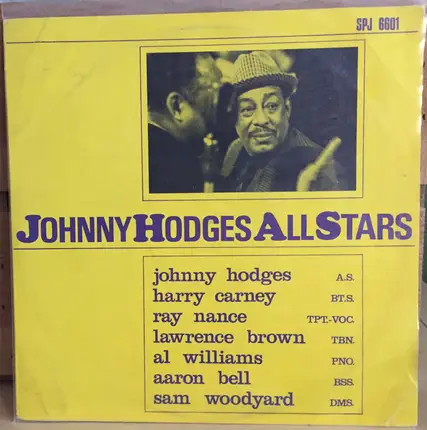 SPJ 6601
JOHNNY HODGES ALL STARS
johnny hodges A.S.
harry carney BT.S.
ray nance TPT.-VOC.
lawrence brown TBN.
al williams PNO.
aaron bell BSS.
sam woodyard DMS.